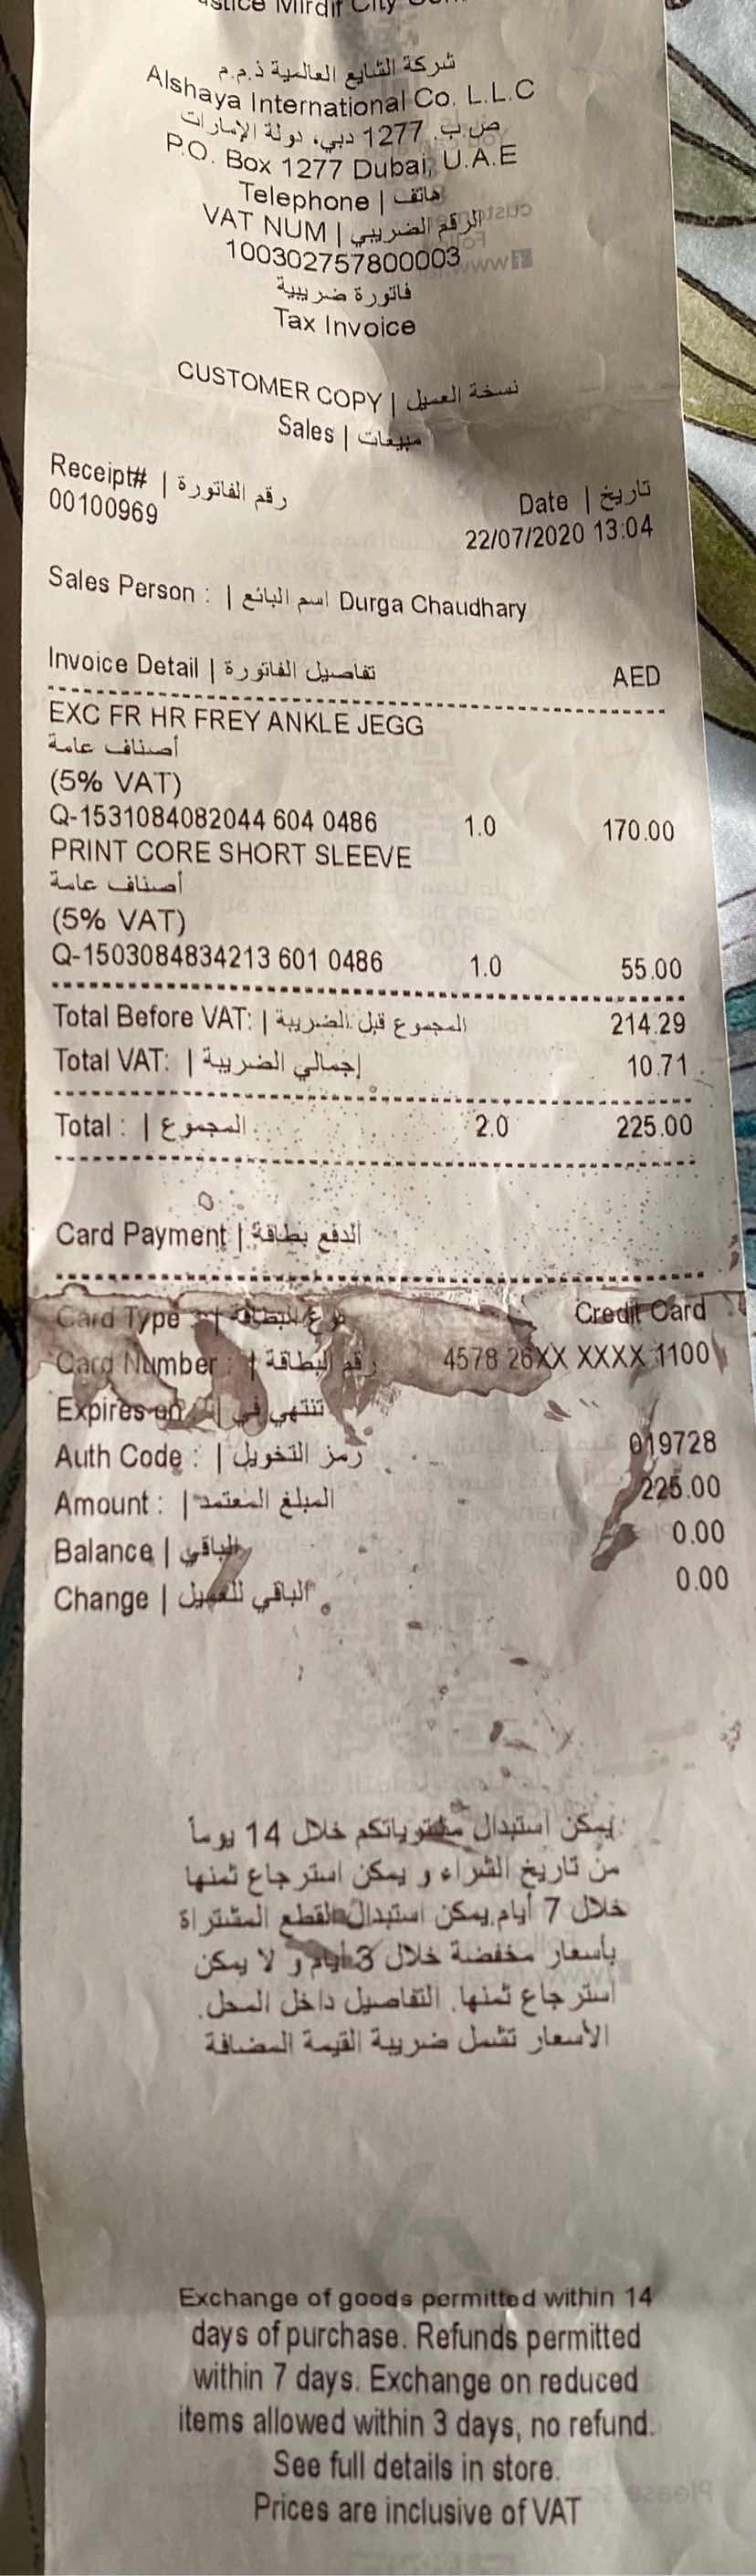 Mirdif City
شركة الشايع العالمية ذ.م.م
Alshaya International Co. L.L.C
ص.ب. 1277 دبي، دولة الإمارات
P.O. Box 1277 Dubai, U.A.E
Telephone | هاتف
VAT NUM | الرقم الضريبي
100302757800003
فاتورة ضريبية
Tax Invoice
CUSTOMER COPY | نسخة العميل
Sales | مبيعات
Receipt# | رقم الفاتورة
00100969
Date | تاريخ
22/07/2020 13:04
Sales Person : | اسم البائع Durga Chaudhary
Invoice Detail | تفاصيل الفاتورة AED
EXC FR HR FREY ANKLE JEGG
أصناف عامة
(5% VAT)
Q-1531084082044 604 0486 1.0 170.00
PRINT CORE SHORT SLEEVE
أصناف عامة
(5% VAT)
Q-1503084834213 601 0486 1.0 55.00
Total Before VAT: | المجموع قبل الضريبة 214.29
Total VAT: | إجمالي الضريبة 10.71
Total : | المجموع 2.0 225.00
Card Payment | الدفع بطاقة
Card Type : | نوع البطاقة Credit Card
Card Number : | رقم البطاقة 4578 26XX XXXX 1100
Expires on | تنتهي في
Auth Code : | رمز التخويل 019728
Amount : | المبلغ المعتمد 225.00
Balance | الباقي 0.00
Change | الباقي للعميل 0.00
يمكن استبدال مشترياتكم خلال 14 يوماً
من تاريخ الشراء و يمكن استرجاع ثمنها
خلال 7 أيام.يمكن استبدال القطع المشتراة
بأسعار مخفضة خلال 3 أيام و لا يمكن
استرجاع ثمنها. التفاصيل داخل المحل.
الأسعار تشمل ضريبة القيمة المضافة
Exchange of goods permitted within 14
days of purchase. Refunds permitted
within 7 days. Exchange on reduced
items allowed within 3 days, no refund.
See full details in store.
Prices are inclusive of VAT